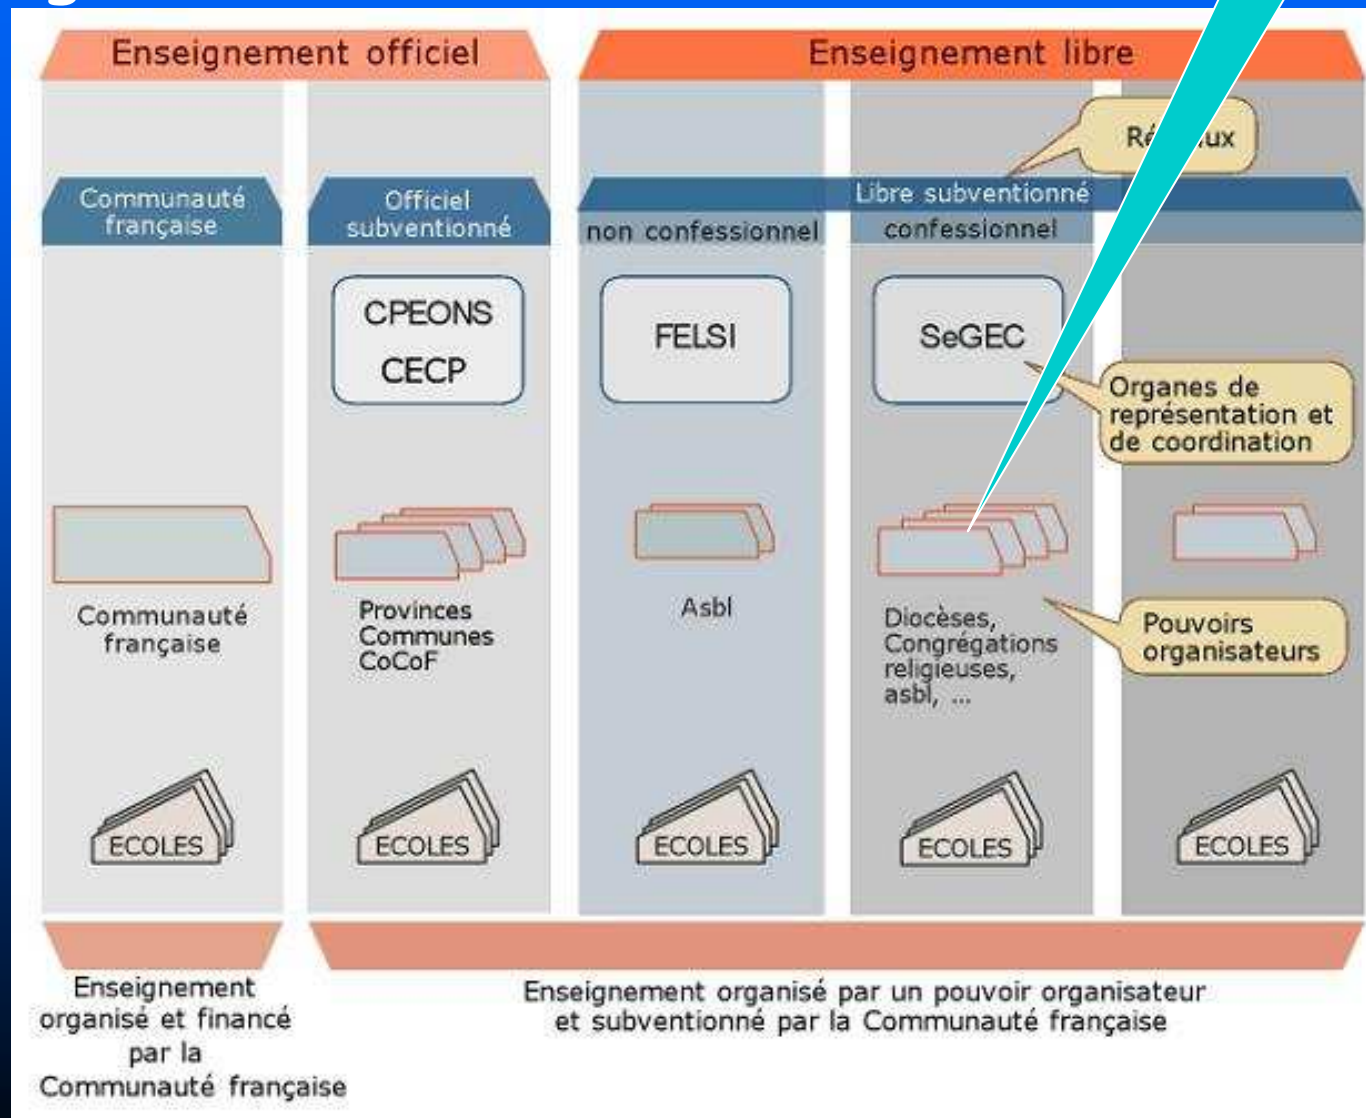 Enseignement officiel
Enseignement libre
Communauté
française
Officiel
subventionné
Libre subventionné
non confessionnel
confessionnel
CPEONS
CECP
FELSI
SeGEC
Organes de
représentation et
de coordination
Communauté
française
Provinces
Communes
CoCoF
Asbl
Diocèses,
Congrégations
religieuses,
asbl, ...
Pouvoirs
organisateurs
ECOLES
ECOLES
ECOLES
ECOLES
ECOLES
Enseignement
organisé et financé
par la
Communauté française
Enseignement organisé par un pouvoir organisateur
et subventionné par la Communauté française